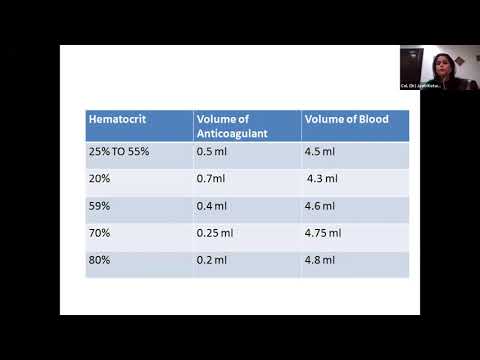 Col. (Dr) Jyoti Kotw...
Hematocrit Volume of Anticoagulant Volume of Blood
25% TO 55% 0.5 ml 4.5 ml
20% 0.7ml 4.3 ml
59% 0.4 ml 4.6 ml
70% 0.25 ml 4.75 ml
80% 0.2 ml 4.8 ml